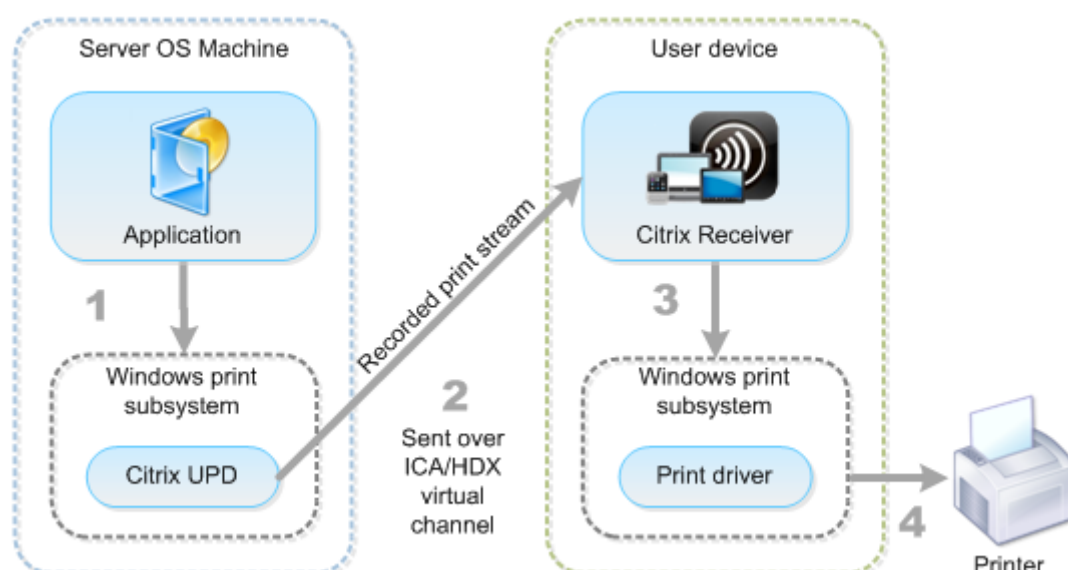 Server OS Machine
Application
1
Windows print
subsystem
Citrix UPD
Recorded print stream
2
Sent over
ICA/HDX
virtual
channel
User device
Citrix Receiver
3
Windows print
subsystem
Print driver
4
Printer